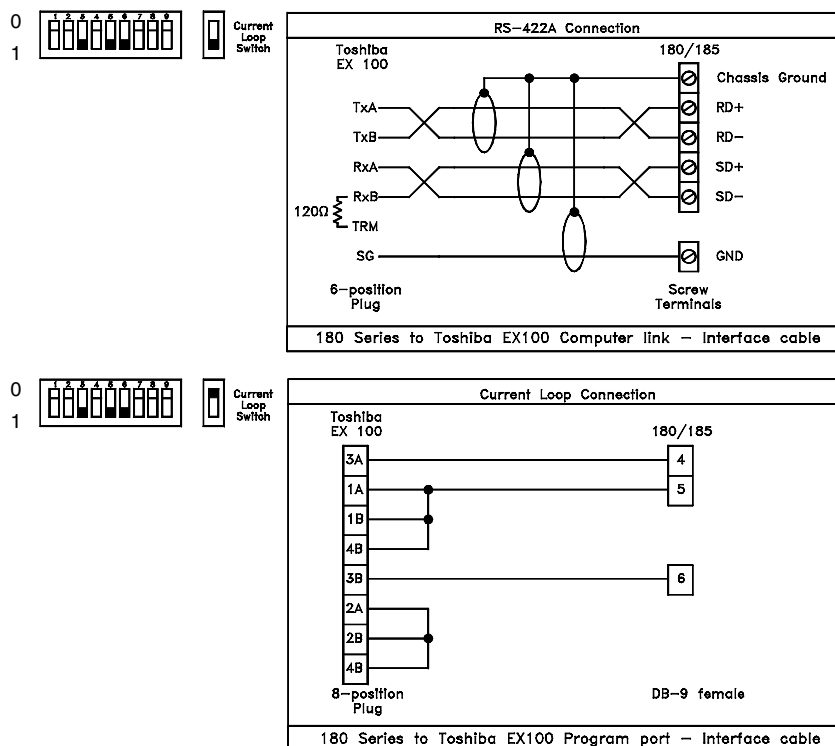 0
1
1 2 3 4 5 6 7 8 9
Current
Loop
Switch
RS-422A Connection
Toshiba
EX 100
180/185
Chassis Ground
TxA
RD+
TxB
RD-
RxA
SD+
RxB
SD-
120Ω
TRM
SG
GND
6-position
Plug
Screw
Terminals
180 Series to Toshiba EX100 Computer link - Interface cable
0
1
1 2 3 4 5 6 7 8 9
Current
Loop
Switch
Current Loop Connection
Toshiba
EX 100
180/185
3A
4
1A
5
1B
4B
3B
6
2A
2B
4B
8-position
Plug
DB-9 female
180 Series to Toshiba EX100 Program port - Interface cable